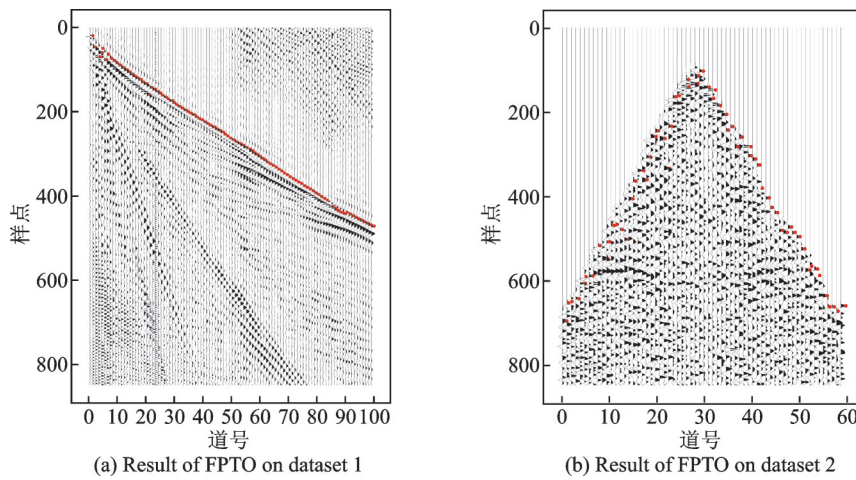 0
200
400
600
800
样点
0 10 20 30 40 50 60 70 80 90 100
道号
(a) Result of FPTO on dataset 1
0
200
400
600
800
样点
0 10 20 30 40 50 60
道号
(b) Result of FPTO on dataset 2